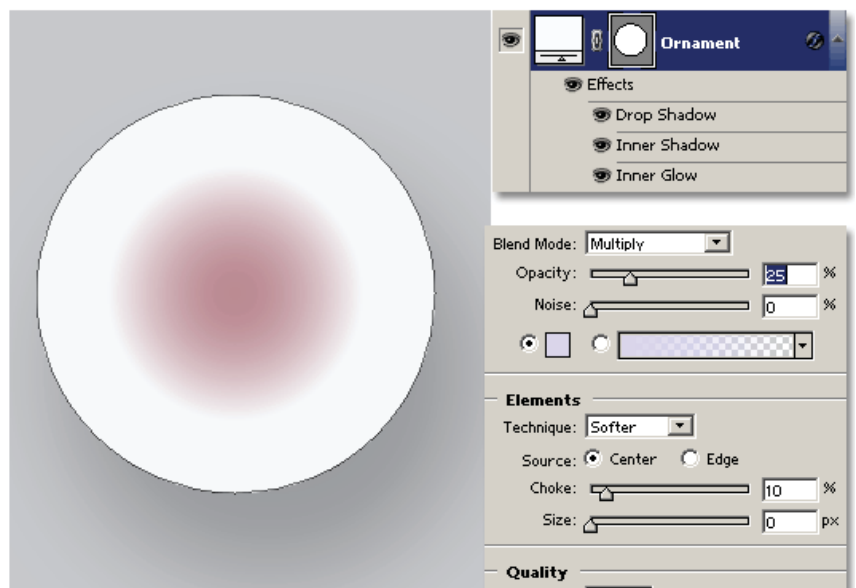 Ornament
Effects
Drop Shadow
Inner Shadow
Inner Glow
Blend Mode: Multiply
Opacity: 25 %
Noise: 0 %
Elements
Technique: Softer
Source: Center Edge
Choke: 10 %
Size: 0 px
Quality